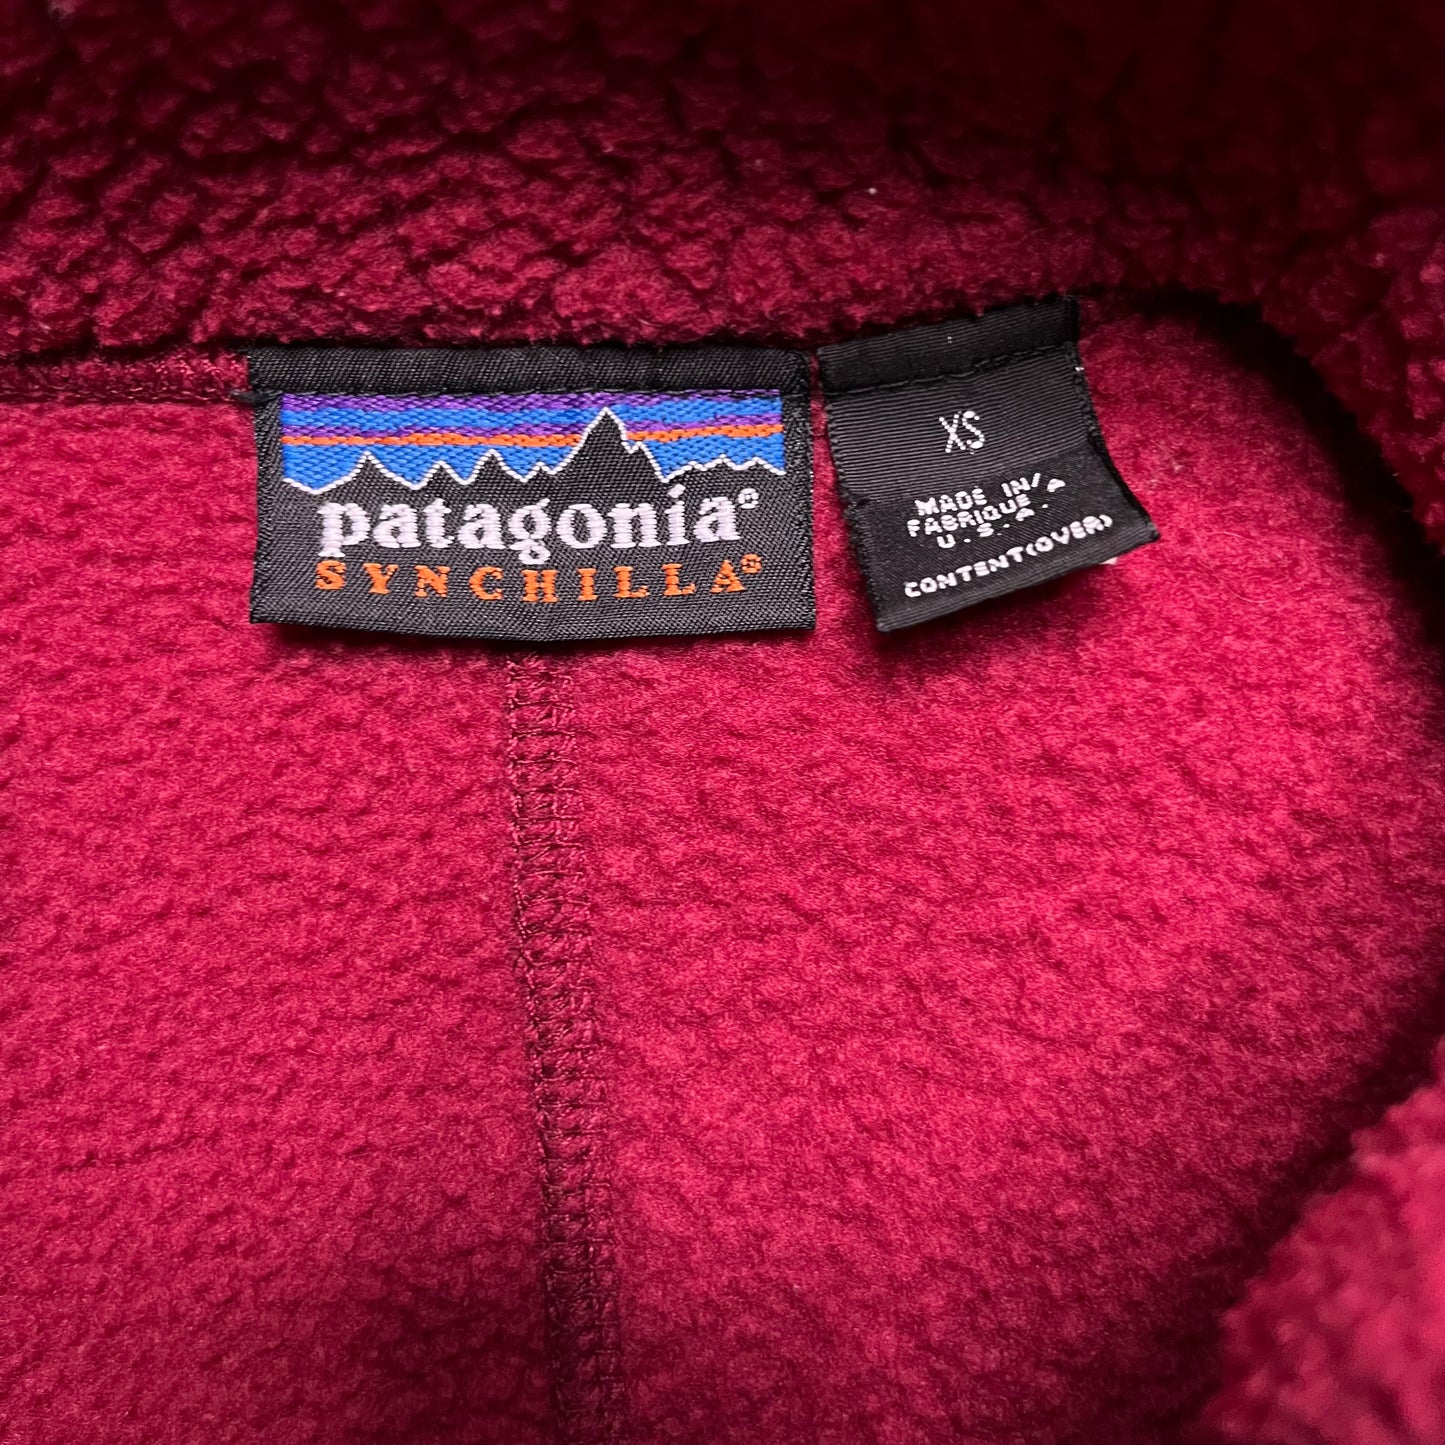 patagonia®
SYNCHILLA®
XS
MADE IN/A
FABRIQUE
U.S.A.
CONTENT(OVER)